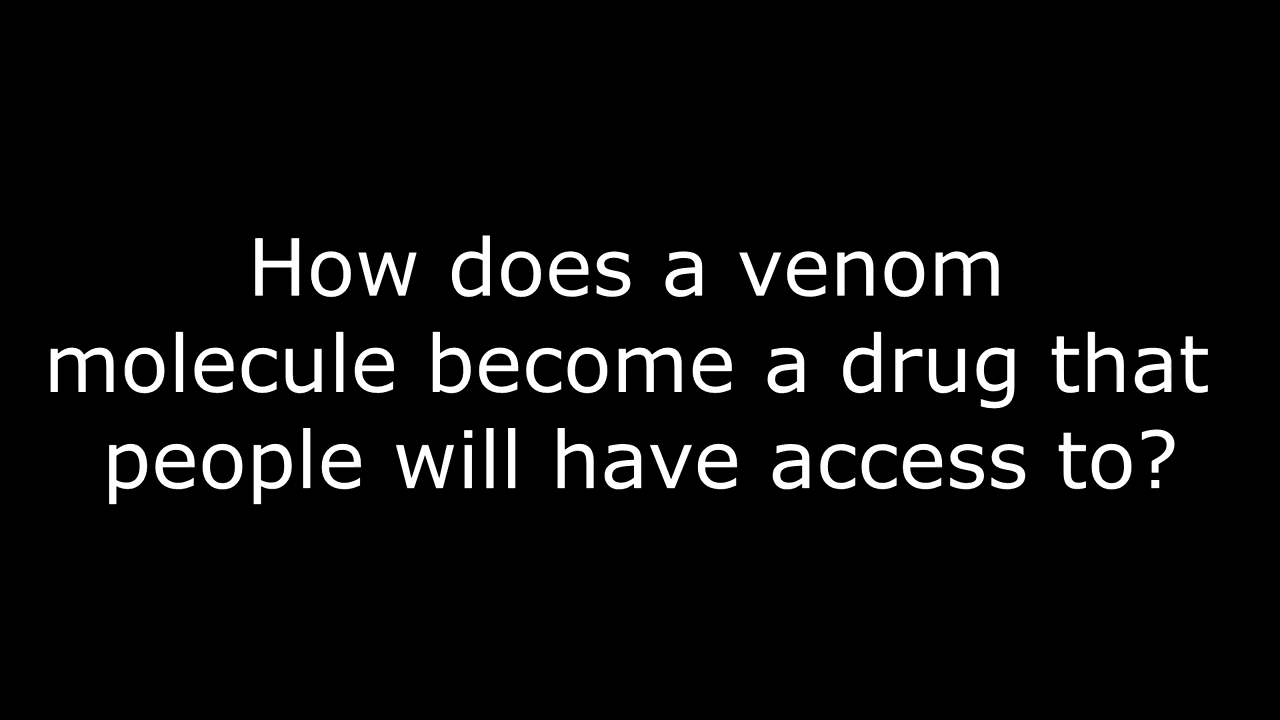 How does a venom
molecule become a drug that
people will have access to?